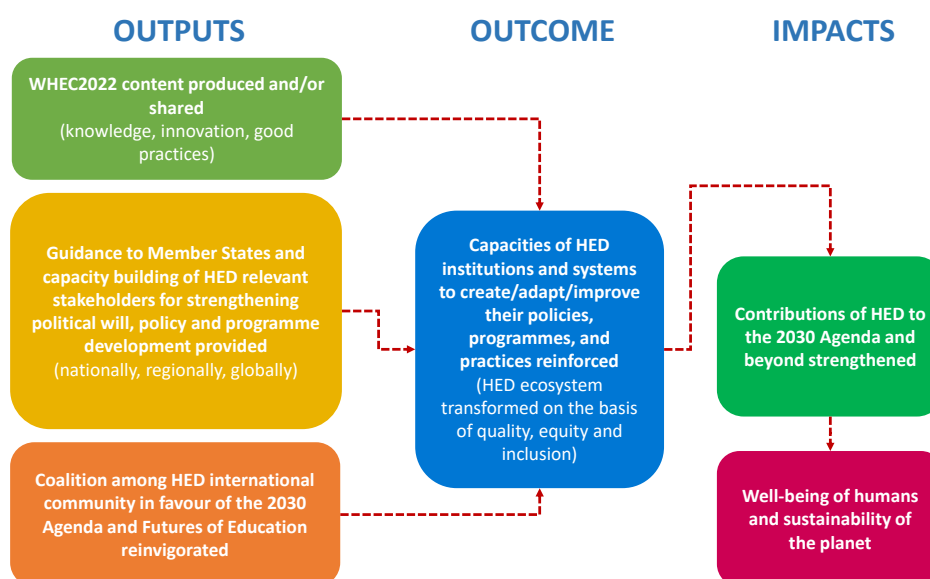 OUTPUTS
OUTCOME
IMPACTS
WHEC2022 content produced and/or
shared
(knowledge, innovation, good
practices)
Guidance to Member States and
capacity building of HED relevant
stakeholders for strengthening
political will, policy and programme
development provided
(nationally, regionally, globally)
Coalition among HED international
community in favour of the 2030
Agenda and Futures of Education
reinvigorated
Capacities of HED
institutions and systems
to create/adapt/improve
their policies,
programmes, and
practices reinforced
(HED ecosystem
transformed on the basis
of quality, equity and
inclusion)
Contributions of HED to
the 2030 Agenda and
beyond strengthened
Well-being of humans
and sustainability of
the planet